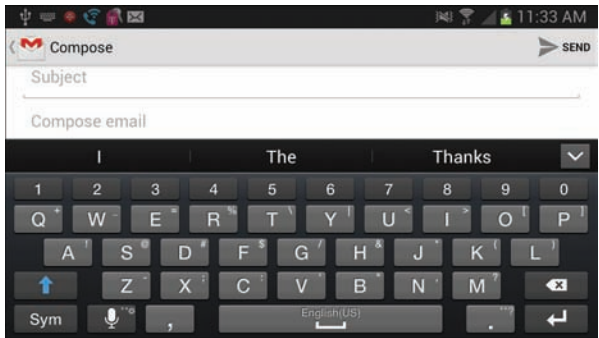 11:33 AM
Compose
SEND
Subject
Compose email
I The Thanks
1 2 3 4 5 6 7 8 9 0
Q + W - E = R % T \ Y | U < I > O [ P ]
A ! S @ D # F $ G / H & J * K ( L )
Z - X : C ; V ' B " N , M ?
Sym , English(US) .